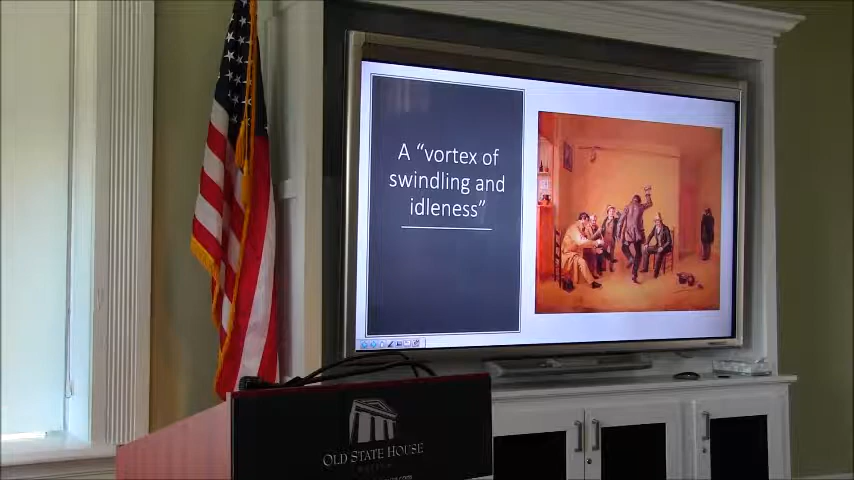 A “vortex of
swindling and
idleness”
OLD STATE HOUSE